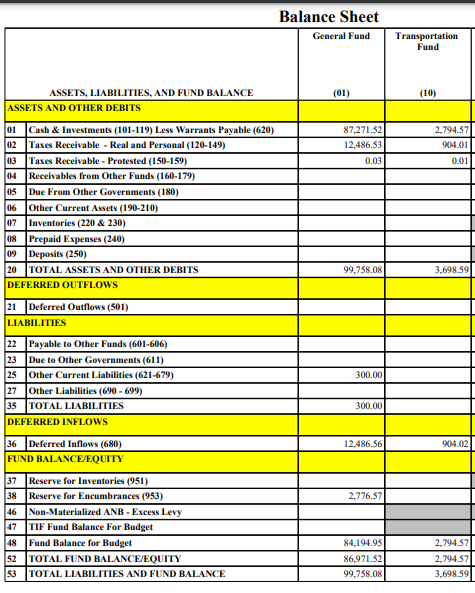 Balance Sheet
General Fund Transportation
Fund
ASSETS, LIABILITIES, AND FUND BALANCE (01) (10)
ASSETS AND OTHER DEBITS
01 Cash & Investments (101-119) Less Warrants Payable (620) 87,271.52 2,794.57
02 Taxes Receivable - Real and Personal (120-149) 12,486.53 904.01
03 Taxes Receivable - Protested (150-159) 0.03 0.01
04 Receivables from Other Funds (160-179)
05 Due From Other Governments (180)
06 Other Current Assets (190-210)
07 Inventories (220 & 230)
08 Prepaid Expenses (240)
09 Deposits (250)
20 TOTAL ASSETS AND OTHER DEBITS 99,758.08 3,698.59
DEFERRED OUTFLOWS
21 Deferred Outflows (501)
LIABILITIES
22 Payable to Other Funds (601-606)
23 Due to Other Governments (611)
25 Other Current Liabilities (621-679) 300.00
27 Other Liabilities (690 - 699)
35 TOTAL LIABILITIES 300.00
DEFERRED INFLOWS
36 Deferred Inflows (680) 12,486.56 904.02
FUND BALANCE/EQUITY
37 Reserve for Inventories (951)
38 Reserve for Encumbrances (953) 2,776.57
46 Non-Materialized ANB - Excess Levy
47 TIF Fund Balance For Budget
48 Fund Balance for Budget 84,194.95 2,794.57
52 TOTAL FUND BALANCE/EQUITY 86,971.52 2,794.57
53 TOTAL LIABILITIES AND FUND BALANCE 99,758.08 3,698.59